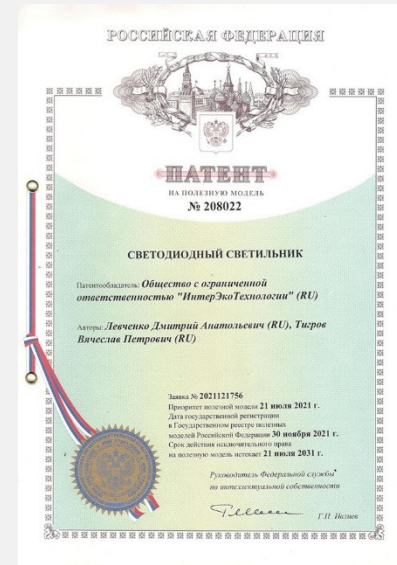 РОССИЙСКАЯ ФЕДЕРАЦИЯ
ПАТЕНТ
НА ПОЛЕЗНУЮ МОДЕЛЬ
№ 208022
СВЕТОДИОДНЫЙ СВЕТИЛЬНИК
Патентообладатель: Общество с ограниченной
ответственностью "ИнтерЭкоТехнологии" (RU)
Авторы: Левченко Дмитрий Анатольевич (RU), Тигров
Вячеслав Петрович (RU)
Заявка № 2021121756
Приоритет полезной модели 21 июля 2021 г.
Дата государственной регистрации
в Государственном реестре полезных
моделей Российской Федерации 30 ноября 2021 г.
Срок действия исключительного права
на полезную модель истекает 21 июля 2031 г.
Руководитель Федеральной службы
по интеллектуальной собственности
Г.П. Ивлиев